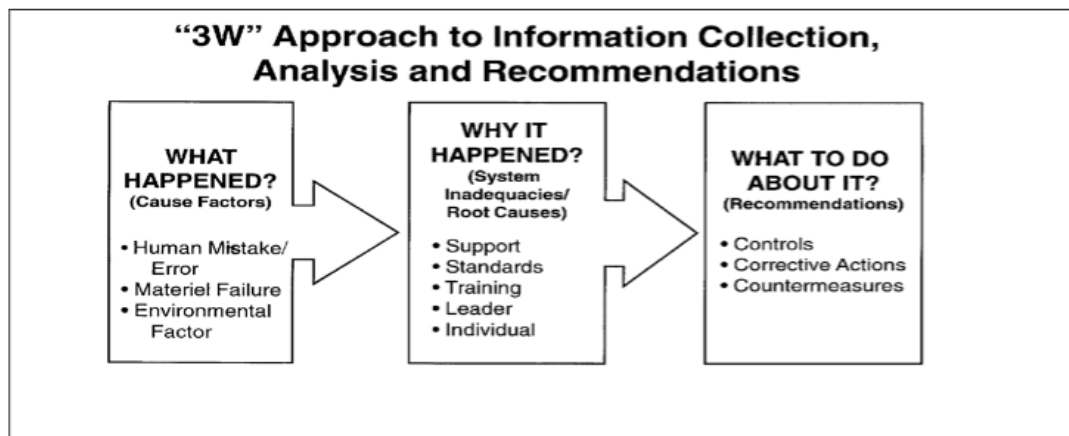 “3W” Approach to Information Collection,
Analysis and Recommendations
WHAT
HAPPENED?
(Cause Factors)
• Human Mistake/
Error
• Materiel Failure
• Environmental
Factor
WHY IT
HAPPENED?
(System
Inadequacies/
Root Causes)
• Support
• Standards
• Training
• Leader
• Individual
WHAT TO DO
ABOUT IT?
(Recommendations)
• Controls
• Corrective Actions
• Countermeasures